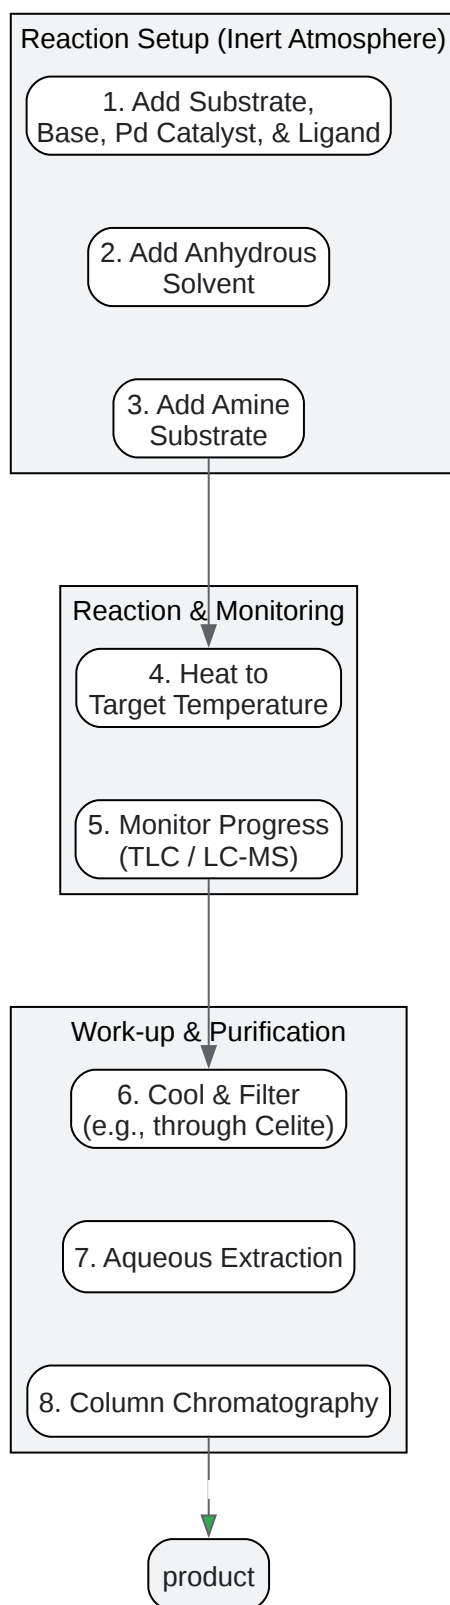 Reaction Setup (Inert Atmosphere)
1. Add Substrate,
Base, Pd Catalyst, & Ligand
2. Add Anhydrous
Solvent
3. Add Amine
Substrate
Reaction & Monitoring
4. Heat to
Target Temperature
5. Monitor Progress
(TLC / LC-MS)
Work-up & Purification
6. Cool & Filter
(e.g., through Celite)
7. Aqueous Extraction
8. Column Chromatography
product